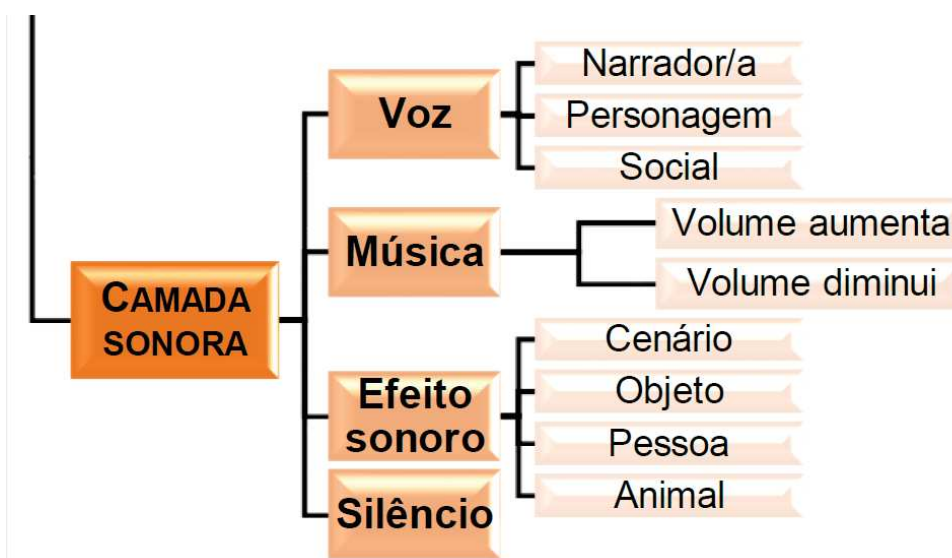 CAMADA
SONORA
Voz
Narrador/a
Personagem
Social
Música
Volume aumenta
Volume diminui
Efeito
sonoro
Cenário
Objeto
Pessoa
Animal
Silêncio